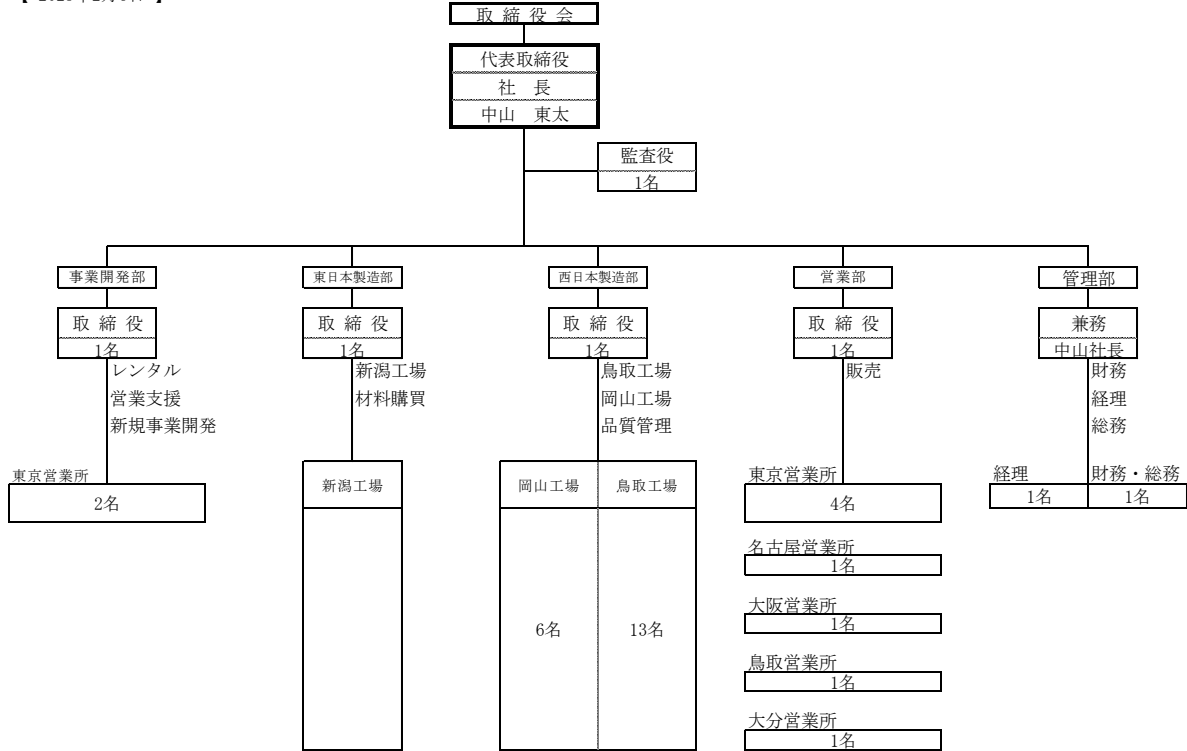 取 締 役 会
代表取締役
社　長
中山　東太
監査役
1名
事業開発部
取 締 役
1名
レンタル
営業支援
新規事業開発
東京営業所
2名
東日本製造部
取 締 役
1名
新潟工場
材料購買
新潟工場
西日本製造部
取 締 役
1名
鳥取工場
岡山工場
品質管理
岡山工場
鳥取工場
6名
13名
営業部
取 締 役
1名
販売
東京営業所
4名
名古屋営業所
1名
大阪営業所
1名
鳥取営業所
1名
大分営業所
1名
管理部
兼務
中山社長
財務
経理
総務
経理
財務・総務
1名
1名